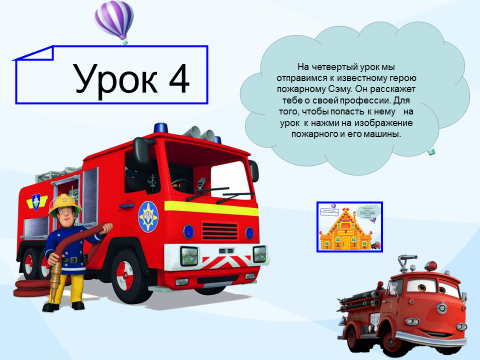 Урок 4
На четвертый урок мы
отправимся к известному герою
пожарному Сэму. Он расскажет
тебе о своей профессии. Для
того, чтобы попасть к нему на
урок к нажми на изображение
пожарного и его машины.